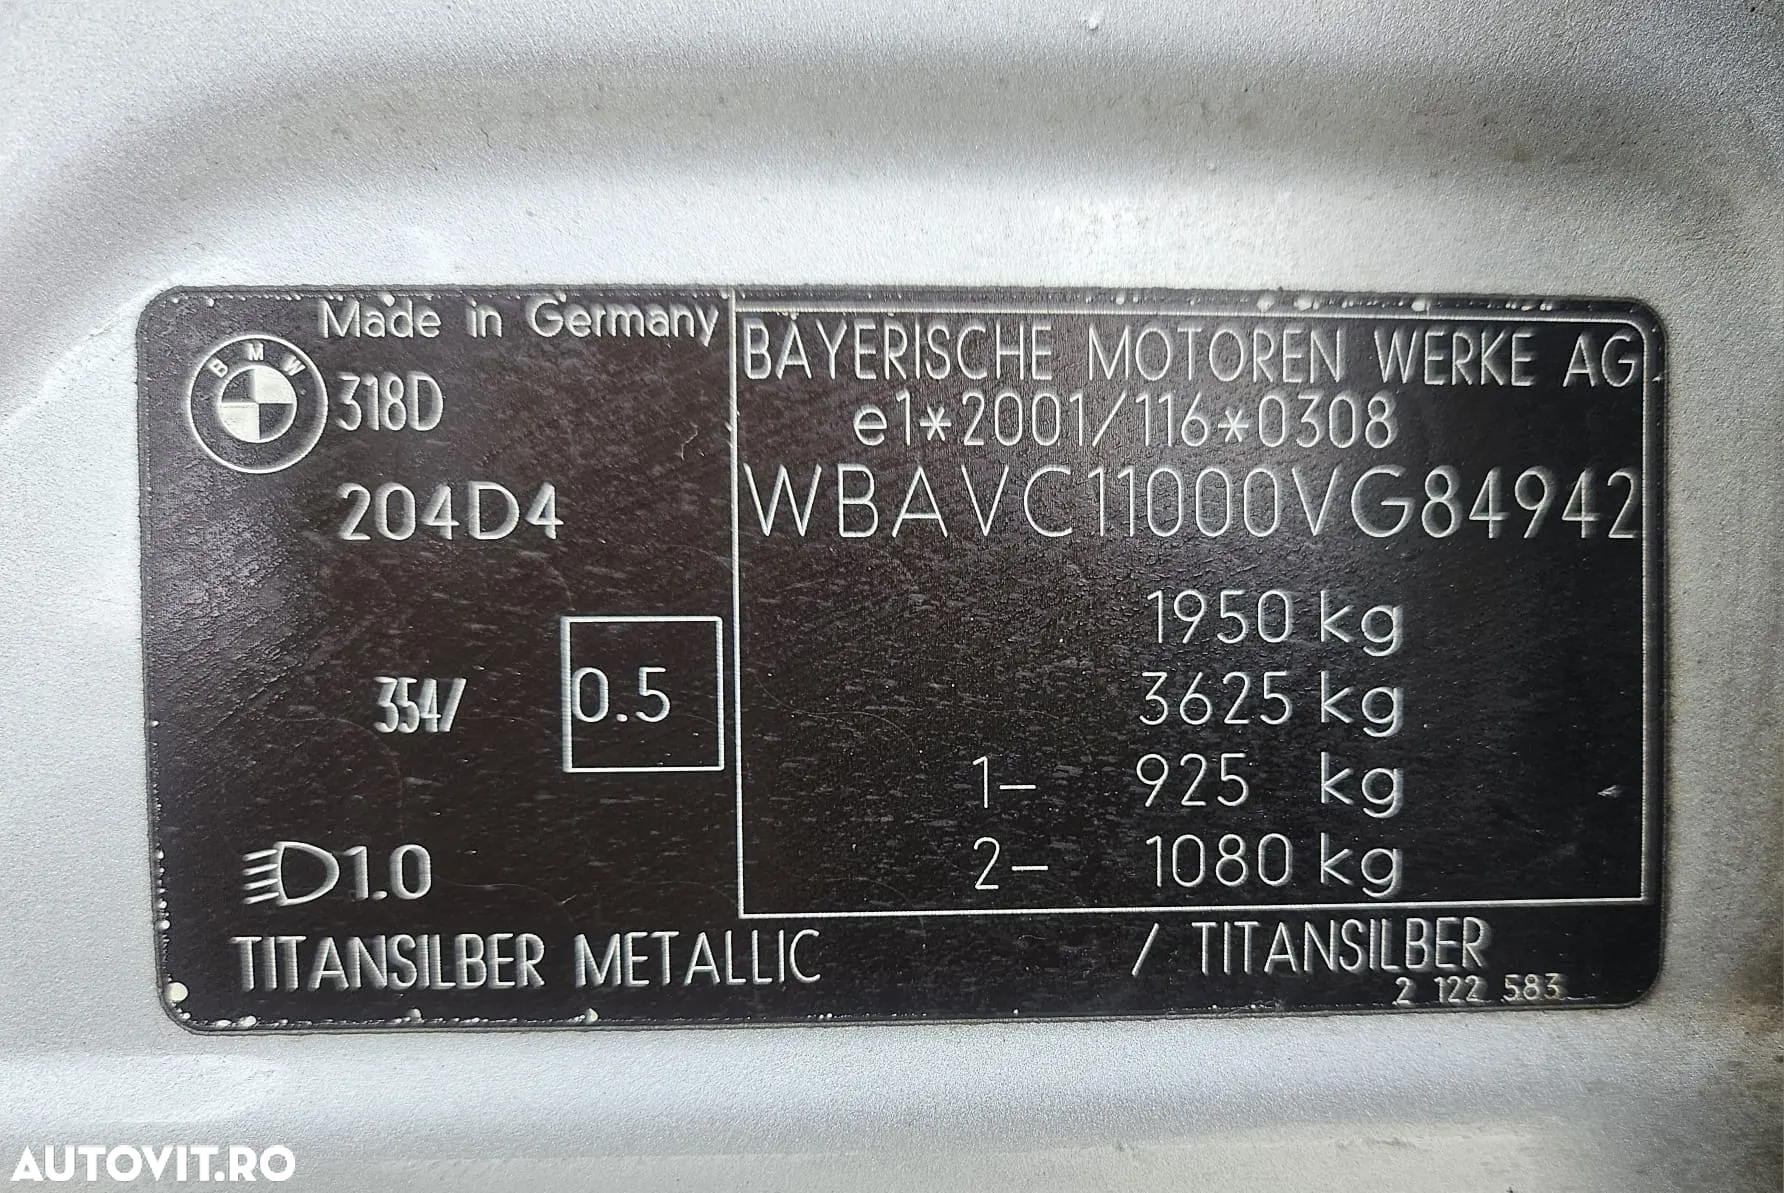 Made in Germany
BMW
318D
204D4
354/
0.5
1.0
BAYERISCHE MOTOREN WERKE AG
e1*2001/116*0308
WBAVC11000VG84942
1950 kg
3625 kg
1- 925 kg
2- 1080 kg
TITANSILBER METALLIC / TITANSILBER
2 122 583
AUTOVIT.RO